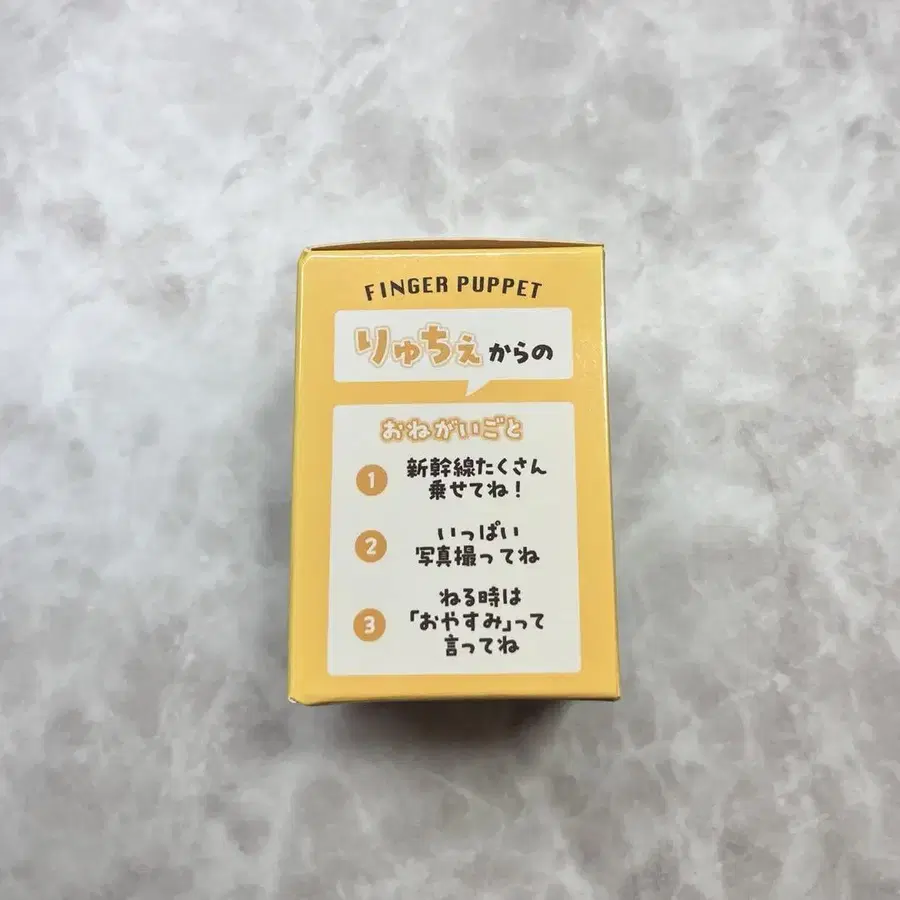 FINGER PUPPET
りゅちぇからの
おねがいごと
1 新幹線たくさん
乗せてね!
2 いっぱい
写真撮ってね
3 ねる時は
「おやすみ」って
言ってね